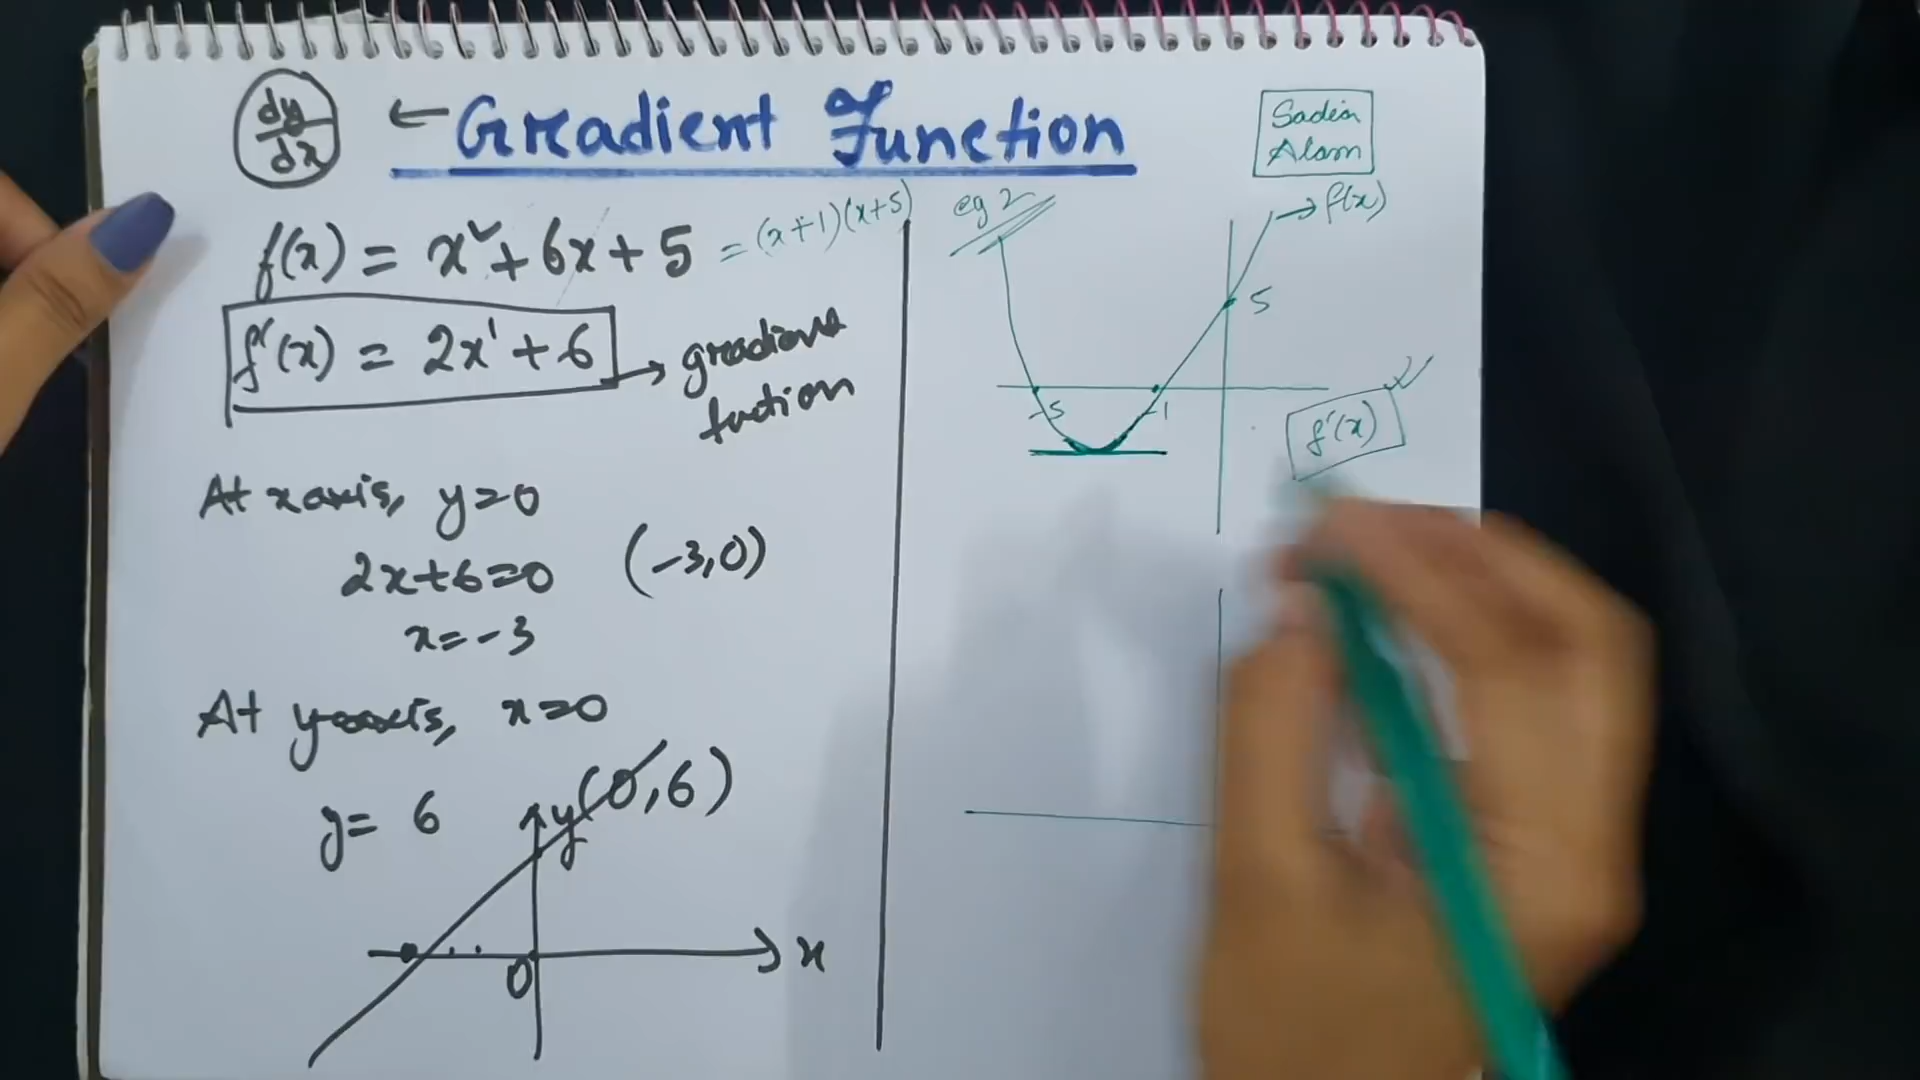 dy/dx ← Gradient Function
Sadia
Alam
f(x) = x² + 6x + 5 = (x+1)(x+5)
f'(x) = 2x¹ + 6 → gradient
fuction
At x axis, y=0
2x+6=0 (-3,0)
x=-3
At y-axis, x=0
y= 6 (0,6)
y
x
0
eg 2
→ f(x)
5
-5
-1
f'(x)